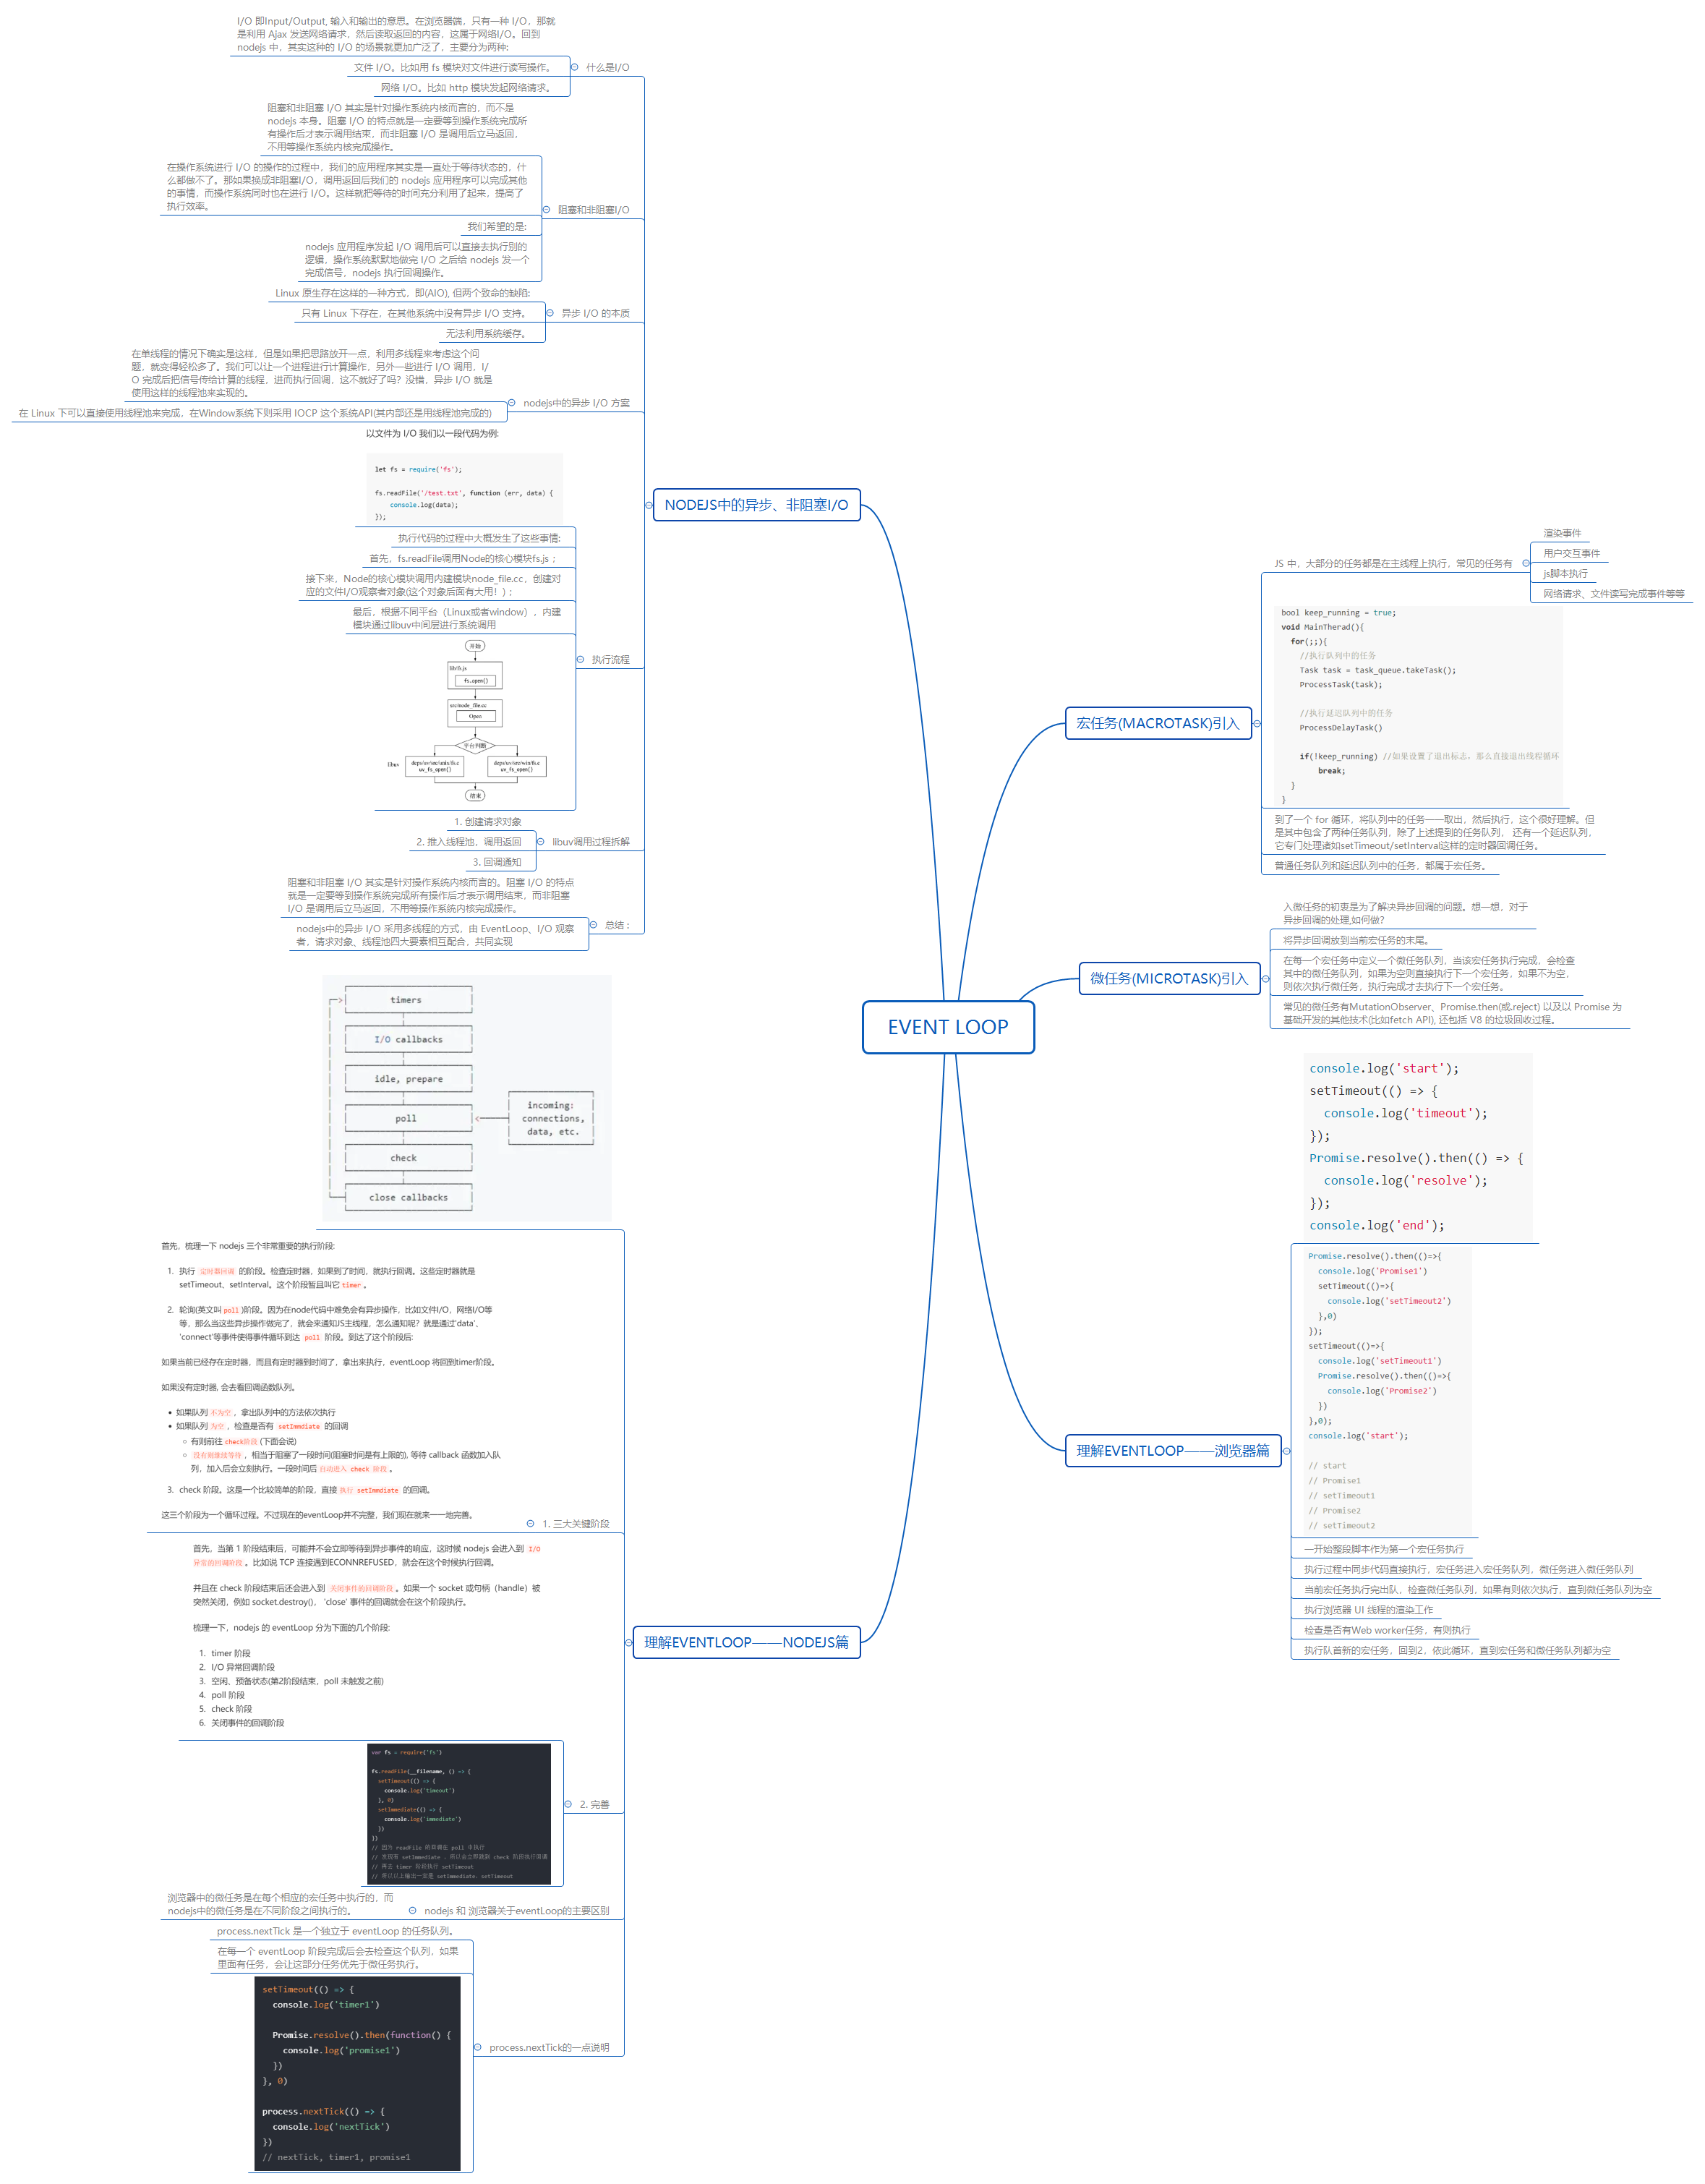 EVENT LOOP
NODEJS中的异步、非阻塞I/O
什么是I/O
I/O 即Input/Output, 输入和输出的意思。在浏览器端，只有一种 I/O，那就
是利用 Ajax 发送网络请求，然后读取返回的内容，这属于网络I/O。回到
nodejs 中，其实这种的 I/O 的场景就更加广泛了，主要分为两种:
文件 I/O。比如用 fs 模块对文件进行读写操作。
网络 I/O。比如 http 模块发起网络请求。
阻塞和非阻塞I/O
阻塞和非阻塞 I/O 其实是针对操作系统内核而言的，而不是
nodejs 本身。阻塞 I/O 的特点就是一定要等到操作系统完成所
有操作后才表示调用结束，而非阻塞 I/O 是调用后立马返回，
不用等操作系统内核完成操作。
在操作系统进行 I/O 的操作的过程中，我们的应用程序其实是一直处于等待状态的，什
么都做不了。那如果换成非阻塞I/O，调用返回后我们的 nodejs 应用程序可以完成其他
的事情，而操作系统同时也在进行 I/O。这样就把等待的时间充分利用了起来，提高了
执行效率。
我们希望的是:
nodejs 应用程序发起 I/O 调用后可以直接去执行别的
逻辑，操作系统默默地做完 I/O 之后给 nodejs 发一个
完成信号，nodejs 执行回调操作。
异步 I/O 的本质
Linux 原生存在这样的一种方式，即(AIO), 但两个致命的缺陷:
只有 Linux 下存在，在其他系统中没有异步 I/O 支持。
无法利用系统缓存。
nodejs中的异步 I/O 方案
在单线程的情况下确实是这样，但是如果把思路放开一点，利用多线程来考虑这个问
题，就变得轻松多了。我们可以让一个进程进行计算操作，另外一些进行 I/O 调用，I/
O 完成后把信号传给计算的线程，进而执行回调，这不就好了吗？没错，异步 I/O 就是
使用这样的线程池来实现的。
在 Linux 下可以直接使用线程池来完成，在Window系统下则采用 IOCP 这个系统API(其内部还是用线程池完成的)
执行流程
以文件为 I/O 我们以一段代码为例:
let fs = require('fs');
fs.readFile('/test.txt', function (err, data) {
console.log(data);
});
执行代码的过程中大概发生了这些事情:
首先，fs.readFile调用Node的核心模块fs.js ；
接下来，Node的核心模块调用内建模块node_file.cc，创建对
应的文件I/O观察者对象(这个对象后面有大用！) ；
最后，根据不同平台（Linux或者window），内建
模块通过libuv中间层进行系统调用
开始
lib/fs.js
fs.open()
src/node_file.cc
Open
平台判断
libuv
deps/uv/src/unix/fs.c
uv_fs_open()
deps/uv/src/win/fs.c
uv_fs_open()
结束
libuv调用过程拆解
1. 创建请求对象
2. 推入线程池，调用返回
3. 回调通知
总结：
阻塞和非阻塞 I/O 其实是针对操作系统内核而言的。阻塞 I/O 的特点
就是一定要等到操作系统完成所有操作后才表示调用结束，而非阻塞
I/O 是调用后立马返回，不用等操作系统内核完成操作。
nodejs中的异步 I/O 采用多线程的方式，由 EventLoop、I/O 观察
者，请求对象、线程池四大要素相互配合，共同实现
理解EVENTLOOP——NODEJS篇
timers
I/O callbacks
idle, prepare
poll
incoming:
connections,
data, etc.
check
close callbacks
1. 三大关键阶段
首先，梳理一下 nodejs 三个非常重要的执行阶段:
1. 执行 定时器回调 的阶段。检查定时器，如果到了时间，就执行回调。这些定时器就是
setTimeout、setInterval。这个阶段暂且叫它 timer 。
2. 轮询(英文叫 poll )阶段。因为在node代码中难免会有异步操作，比如文件I/O，网络I/O等
等，那么当这些异步操作做完了，就会来通知JS主线程，怎么通知呢？就是通过'data'、
'connect'等事件使得事件循环到达 poll 阶段。到达了这个阶段后:
如果当前已经存在定时器，而且有定时器到时间了，拿出来执行，eventLoop 将回到timer阶段。
如果没有定时器, 会去看回调函数队列。
• 如果队列 不为空 ，拿出队列中的方法依次执行
• 如果队列 为空 ，检查是否有 setImmdiate 的回调
○ 有则前往 check阶段 (下面会说)
○ 没有则继续等待 ，相当于阻塞了一段时间(阻塞时间是有上限的), 等待 callback 函数加入队
列，加入后会立刻执行。一段时间后 自动进入 check 阶段 。
3. check 阶段。这是一个比较简单的阶段，直接 执行 setImmdiate 的回调。
这三个阶段为一个循环过程。不过现在的eventLoop并不完整，我们现在就来一一地完善。
2. 完善
首先，当第 1 阶段结束后，可能并不会立即等待到异步事件的响应，这时候 nodejs 会进入到 I/O
异常的回调阶段 。比如说 TCP 连接遇到ECONNREFUSED，就会在这个时候执行回调。
并且在 check 阶段结束后还会进入到 关闭事件的回调阶段 。如果一个 socket 或句柄（handle）被
突然关闭，例如 socket.destroy()， 'close' 事件的回调就会在这个阶段执行。
梳理一下，nodejs 的 eventLoop 分为下面的几个阶段:
1. timer 阶段
2. I/O 异常回调阶段
3. 空闲、预备状态(第2阶段结束，poll 未触发之前)
4. poll 阶段
5. check 阶段
6. 关闭事件的回调阶段
var fs = require('fs')
fs.readFile(__filename, () => {
setTimeout(() => {
console.log('timeout')
}, 0)
setImmediate(() => {
console.log('immediate')
})
})
// 因为 readFile 的回调在 poll 中执行
// 发现有 setImmediate ，所以会立即跳到 check 阶段执行回调
// 再去 timer 阶段执行 setTimeout
// 所以以上输出一定是 setImmediate，setTimeout
nodejs 和 浏览器关于eventLoop的主要区别
浏览器中的微任务是在每个相应的宏任务中执行的，而
nodejs中的微任务是在不同阶段之间执行的。
process.nextTick的一点说明
process.nextTick 是一个独立于 eventLoop 的任务队列。
在每一个 eventLoop 阶段完成后会去检查这个队列，如果
里面有任务，会让这部分任务优先于微任务执行。
setTimeout(() => {
console.log('timer1')
Promise.resolve().then(function() {
console.log('promise1')
})
}, 0)
process.nextTick(() => {
console.log('nextTick')
})
// nextTick, timer1, promise1
宏任务(MACROTASK)引入
JS 中，大部分的任务都是在主线程上执行，常见的任务有
渲染事件
用户交互事件
js脚本执行
网络请求、文件读写完成事件等等
bool keep_running = true;
void MainTherad(){
for(;;){
//执行队列中的任务
Task task = task_queue.takeTask();
ProcessTask(task);
//执行延迟队列中的任务
ProcessDelayTask()
if(!keep_running) //如果设置了退出标志，那么直接退出线程循环
break;
}
}
到了一个 for 循环，将队列中的任务一一取出，然后执行，这个很好理解。但
是其中包含了两种任务队列，除了上述提到的任务队列， 还有一个延迟队列，
它专门处理诸如setTimeout/setInterval这样的定时器回调任务。
普通任务队列和延迟队列中的任务，都属于宏任务。
微任务(MICROTASK)引入
入微任务的初衷是为了解决异步回调的问题。想一想，对于
异步回调的处理,如何做?
将异步回调放到当前宏任务的末尾。
在每一个宏任务中定义一个微任务队列，当该宏任务执行完成，会检查
其中的微任务队列，如果为空则直接执行下一个宏任务，如果不为空，
则依次执行微任务，执行完成才去执行下一个宏任务。
常见的微任务有MutationObserver、Promise.then(或.reject) 以及以 Promise 为
基础开发的其他技术(比如fetch API), 还包括 V8 的垃圾回收过程。
理解EVENTLOOP——浏览器篇
console.log('start');
setTimeout(() => {
console.log('timeout');
});
Promise.resolve().then(() => {
console.log('resolve');
});
console.log('end');
Promise.resolve().then(()=>{
console.log('Promise1')
setTimeout(()=>{
console.log('setTimeout2')
},0)
});
setTimeout(()=>{
console.log('setTimeout1')
Promise.resolve().then(()=>{
console.log('Promise2')
})
},0);
console.log('start');
// start
// Promise1
// setTimeout1
// Promise2
// setTimeout2
一开始整段脚本作为第一个宏任务执行
执行过程中同步代码直接执行，宏任务进入宏任务队列，微任务进入微任务队列
当前宏任务执行完出队，检查微任务队列，如果有则依次执行，直到微任务队列为空
执行浏览器 UI 线程的渲染工作
检查是否有Web worker任务，有则执行
执行队首新的宏任务，回到2，依此循环，直到宏任务和微任务队列都为空